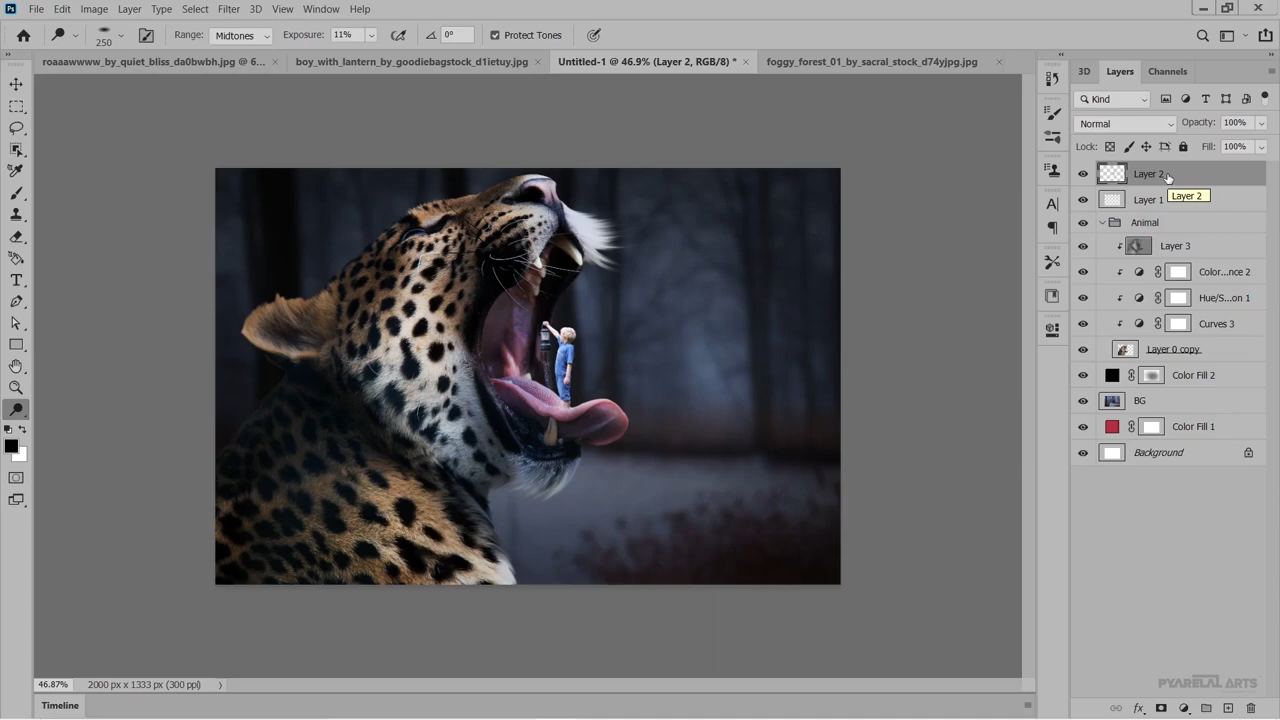 Ps File Edit Image Layer Type Select Filter 3D View Window Help
250 Range: Midtones Exposure: 11% 0° Protect Tones
roaaawwww_by_quiet_bliss_da0bwbh.jpg @ 6... × boy_with_lantern_by_goodiebagstock_d1ietuy.jpg × Untitled-1 @ 46.9% (Layer 2, RGB/8) * × foggy_forest_01_by_sacral_stock_d74yjpg.jpg ×
3D Layers Channels
Kind
Normal Opacity: 100%
Lock: Fill: 100%
Layer 2
Layer 2
Layer 1
Animal
Layer 3
Color...nce 2
Hue/S...on 1
Curves 3
Layer 0 copy
Color Fill 2
BG
Color Fill 1
Background
PYARELAL ARTS
46.87% 2000 px x 1333 px (300 ppi)
Timeline
fx